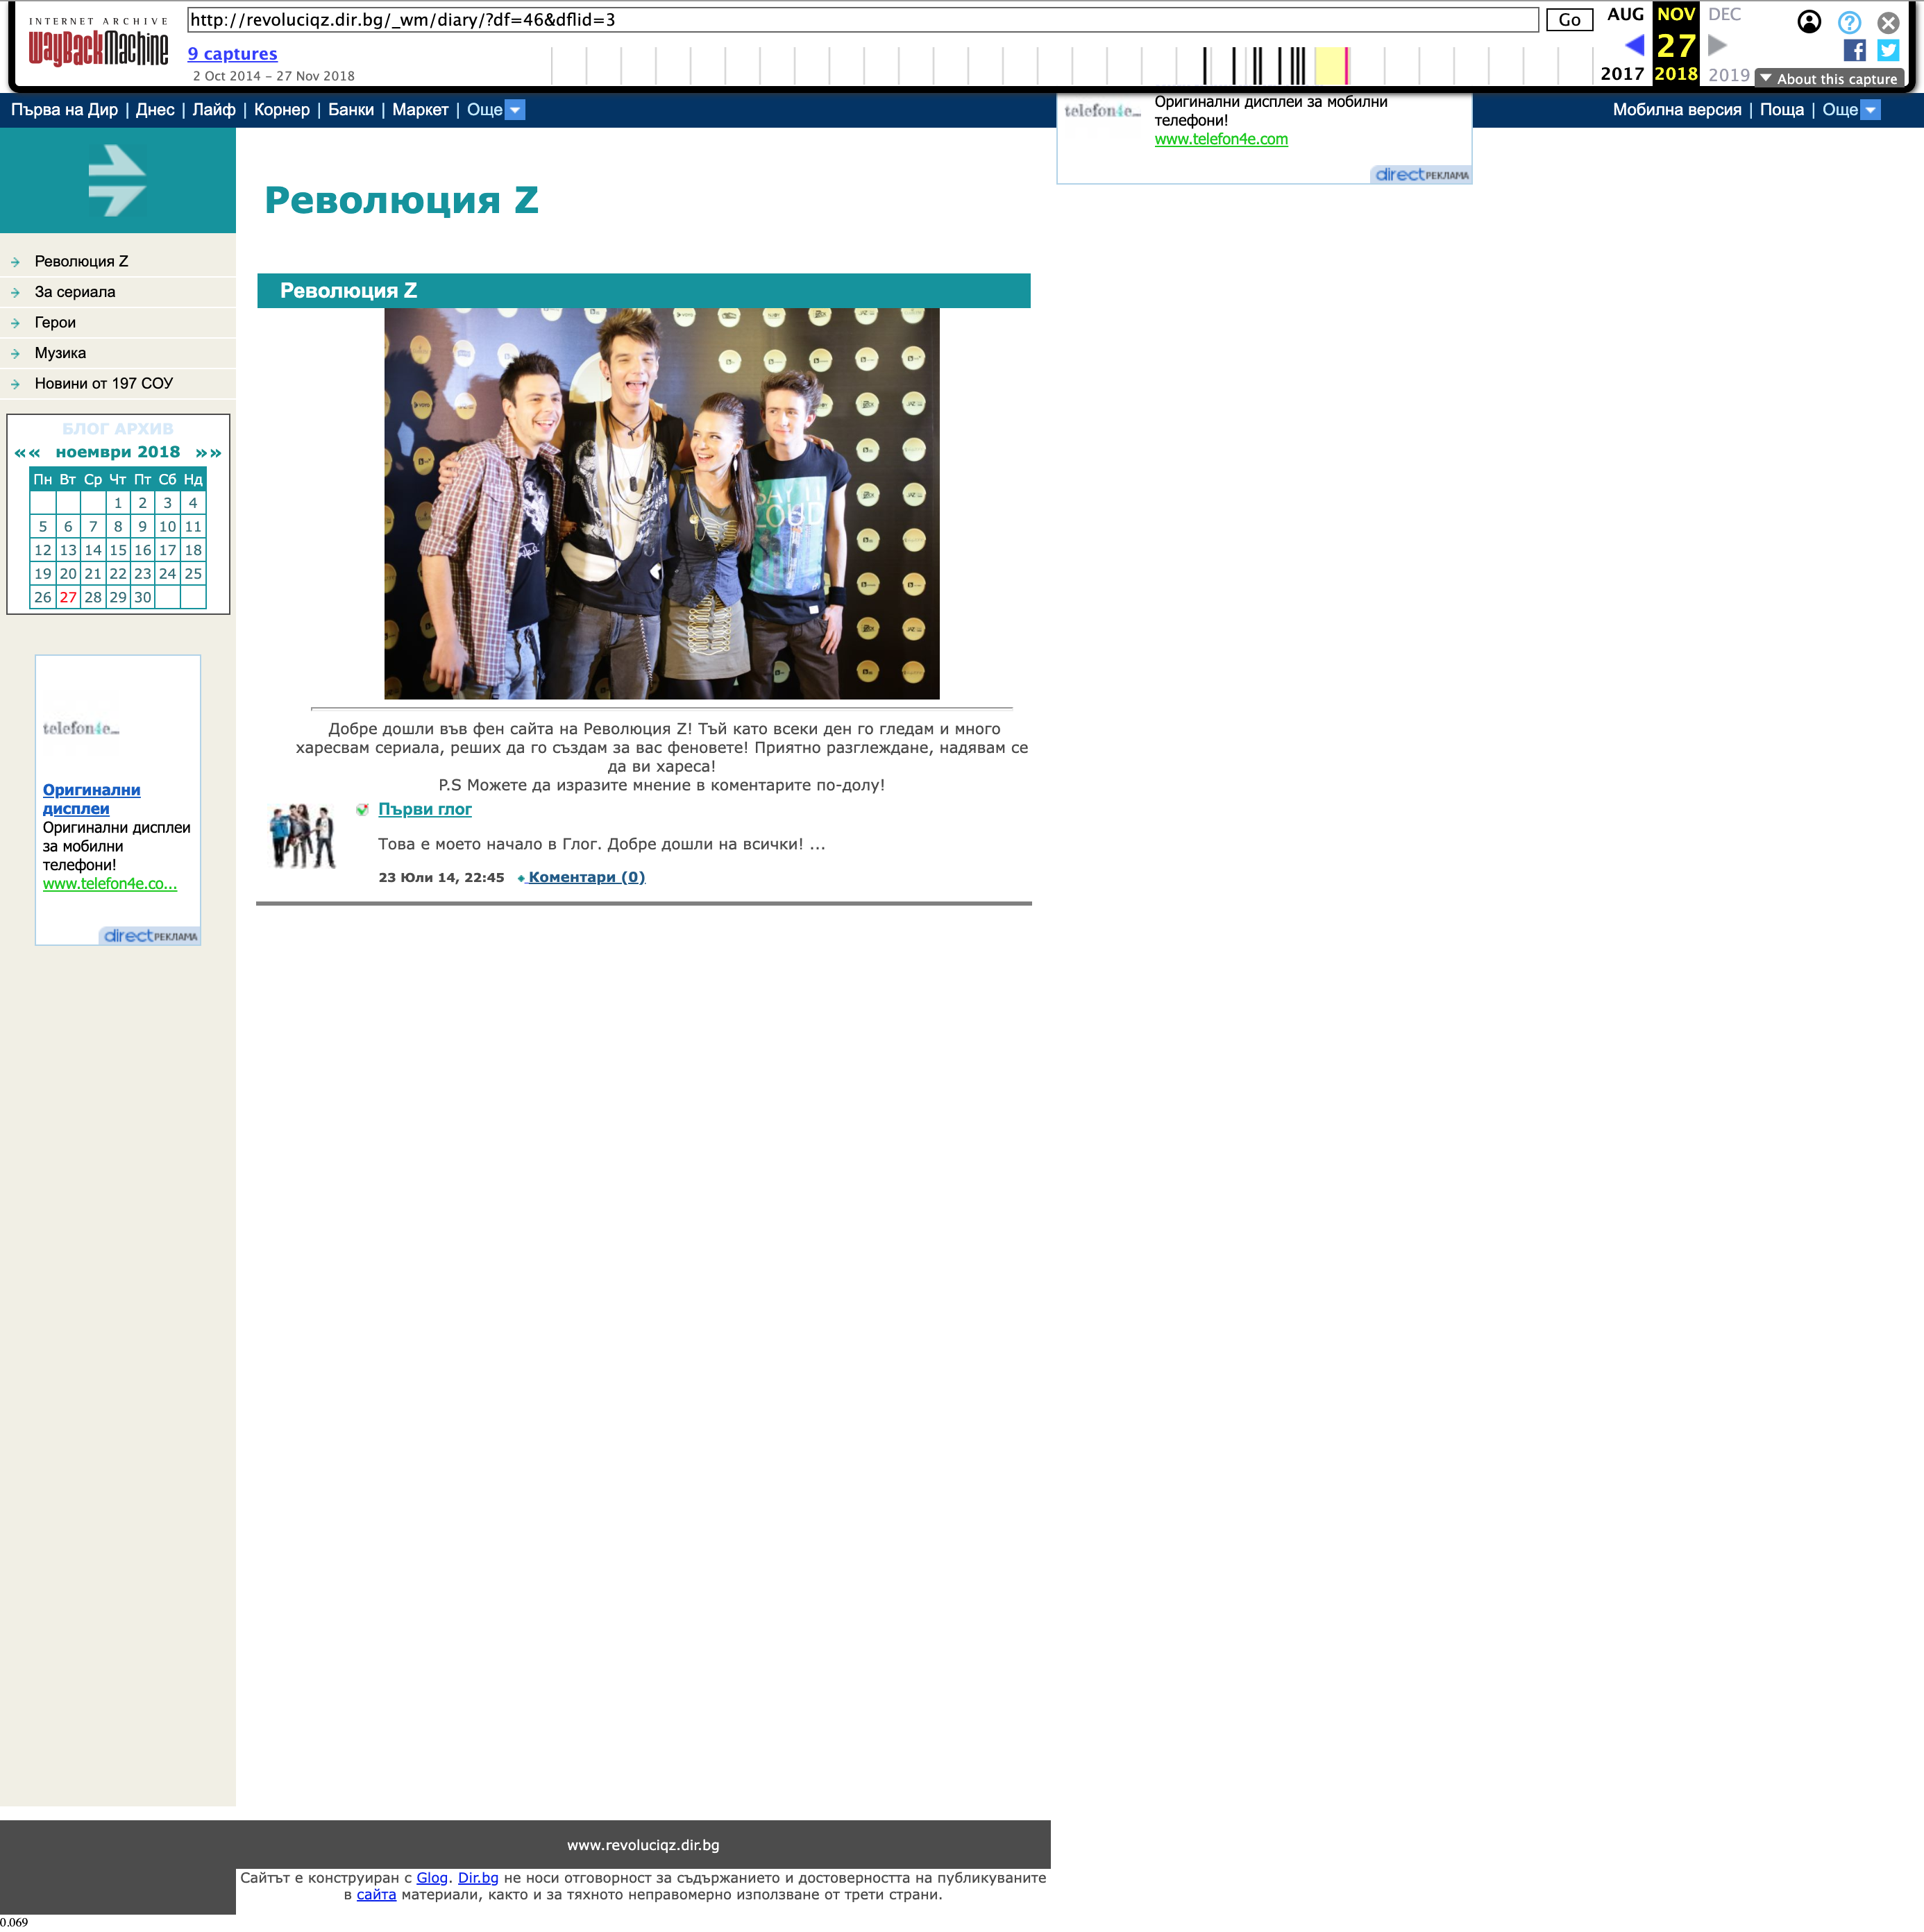 INTERNET ARCHIVE
WayBackMachine
http://revoluciqz.dir.bg/_wm/diary/?df=46&dflid=3
Go
AUG
NOV
DEC
9 captures
27
2 Oct 2014 – 27 Nov 2018
2017
2018
2019
About this capture
Първа на Дир | Днес | Лайф | Корнер | Банки | Маркет | Още
Мобилна версия | Поща | Още
telefon4e
Оригинални дисплеи за мобилни
телефони!
www.telefon4e.com
direct РЕКЛАМА
Революция Z
Революция Z
За сериала
Герои
Музика
Новини от 197 СОУ
БЛОГ АРХИВ
«« ноември 2018 »»
Пн Вт Ср Чт Пт Сб Нд
1 2 3 4
5 6 7 8 9 10 11
12 13 14 15 16 17 18
19 20 21 22 23 24 25
26 27 28 29 30
telefon4e
Оригинални
дисплеи
Оригинални дисплеи
за мобилни
телефони!
www.telefon4e.co...
direct РЕКЛАМА
Революция Z
SAY IT
LOUD
Добре дошли във фен сайта на Революция Z! Тъй като всеки ден го гледам и много
харесвам сериала, реших да го създам за вас феновете! Приятно разглеждане, надявам се
да ви хареса!
P.S Можете да изразите мнение в коментарите по-долу!
Първи глог
Това е моето начало в Глог. Добре дошли на всички! ...
23 Юли 14, 22:45 Коментари (0)
www.revoluciqz.dir.bg
Сайтът е конструиран с Glog. Dir.bg не носи отговорност за съдържанието и достоверността на публикуваните
в сайта материали, както и за тяхното неправомерно използване от трети страни.
0.069